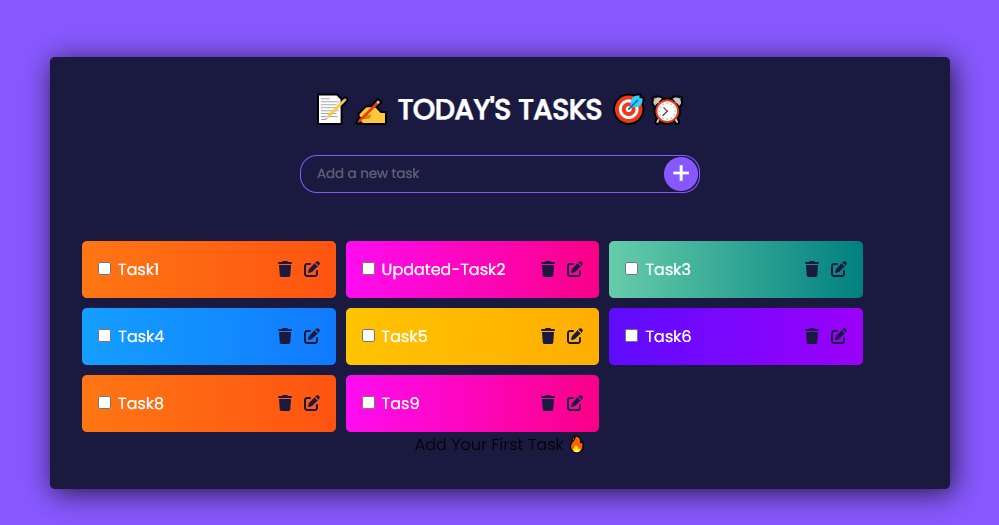 TODAY'S TASKS
Add a new task
Task1
Updated-Task2
Task3
Task4
Task5
Task6
Task8
Tas9
Add Your First Task 🔥